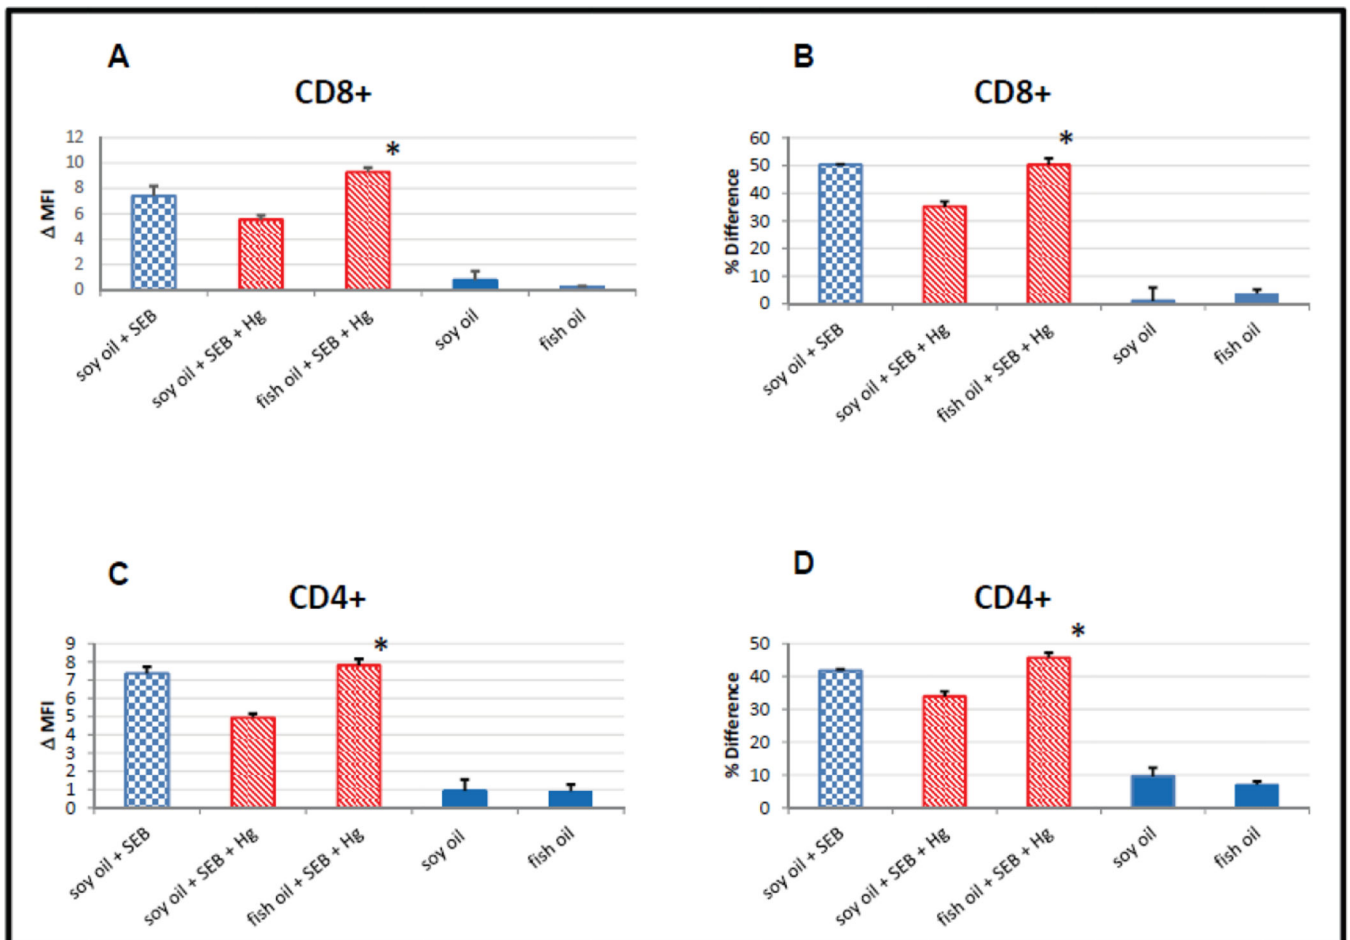 A
CD8+
Δ MFI
12
10
8
6
4
2
0
*
soy oil + SEB
soy oil + SEB + Hg
fish oil + SEB + Hg
soy oil
fish oil
B
CD8+
% Difference
60
50
40
30
20
10
0
*
soy oil + SEB
soy oil + SEB + Hg
fish oil + SEB + Hg
soy oil
fish oil
C
CD4+
Δ MFI
9
8
7
6
5
4
3
2
1
0
*
soy oil + SEB
soy oil + SEB + Hg
fish oil + SEB + Hg
soy oil
fish oil
D
CD4+
% Difference
50
40
30
20
10
0
*
soy oil + SEB
soy oil + SEB + Hg
fish oil + SEB + Hg
soy oil
fish oil